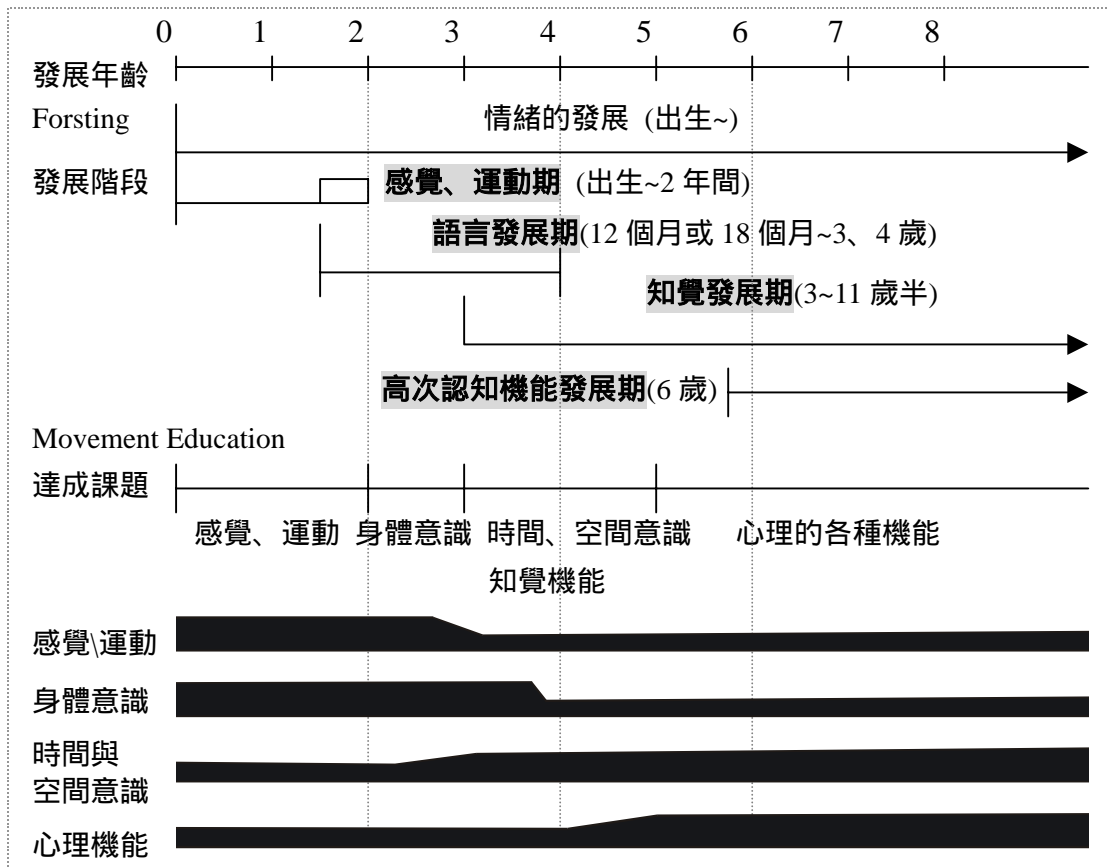 0 1 2 3 4 5 6 7 8
發展年齡
Forsting
情緒的發展 (出生~)
發展階段
感覺、運動期 (出生~2 年間)
語言發展期(12 個月或 18 個月~3、4 歲)
知覺發展期(3~11 歲半)
高次認知機能發展期(6 歲)
Movement Education
達成課題
感覺、運動 身體意識 時間、空間意識 心理的各種機能
知覺機能
感覺\運動
身體意識
時間與
空間意識
心理機能